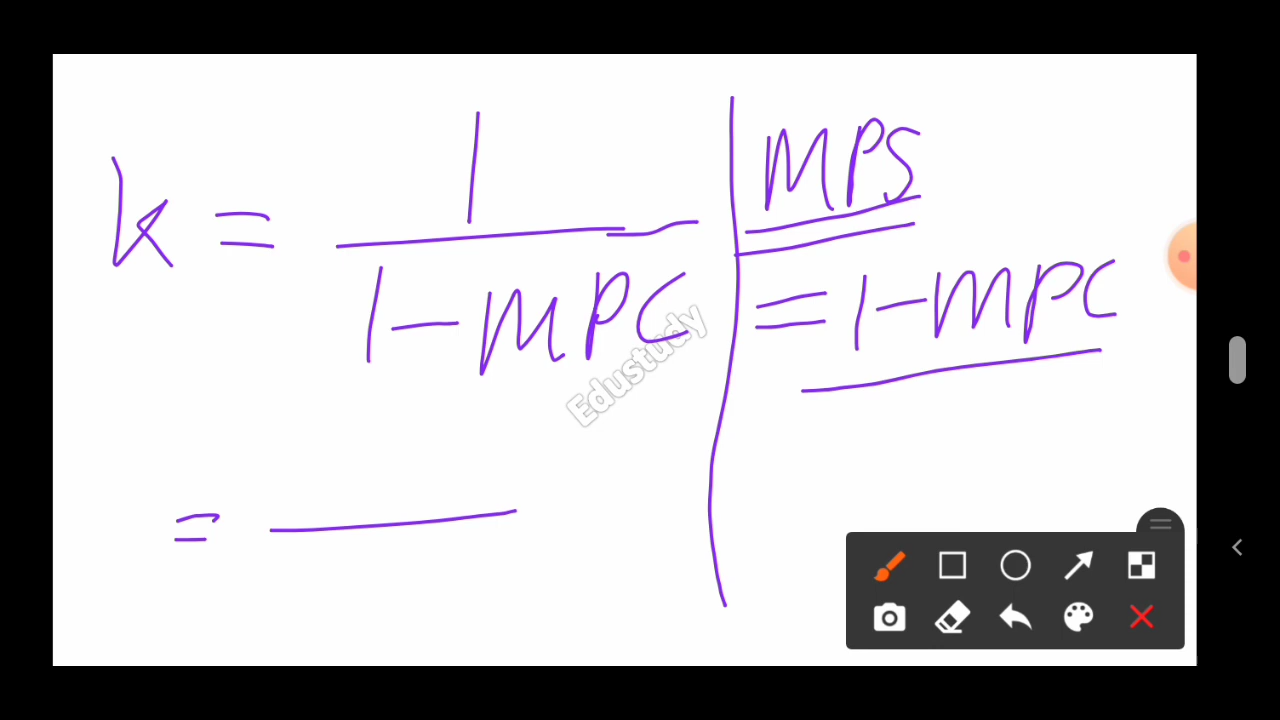 k = 1 / 1 - MPC
=
MPS
= 1 - MPC
Edustudy